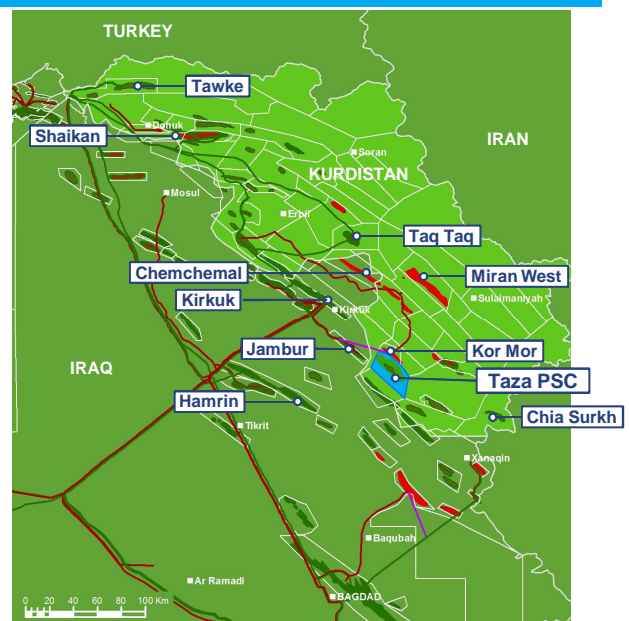 TURKEY
Tawke
IRAN
Dohuk
Shaikan
Soran
KURDISTAN
Mosul
Erbil
Taq Taq
Chemchemal
Miran West
Kirkuk
Sulaimaniyah
Kirkuk
Jambur
Kor Mor
IRAQ
Taza PSC
Hamrin
Chia Surkh
Tikrit
Xanaqin
Baqubah
Ar Ramadi
BAGDAD
0 20 40 60 80 100 Km